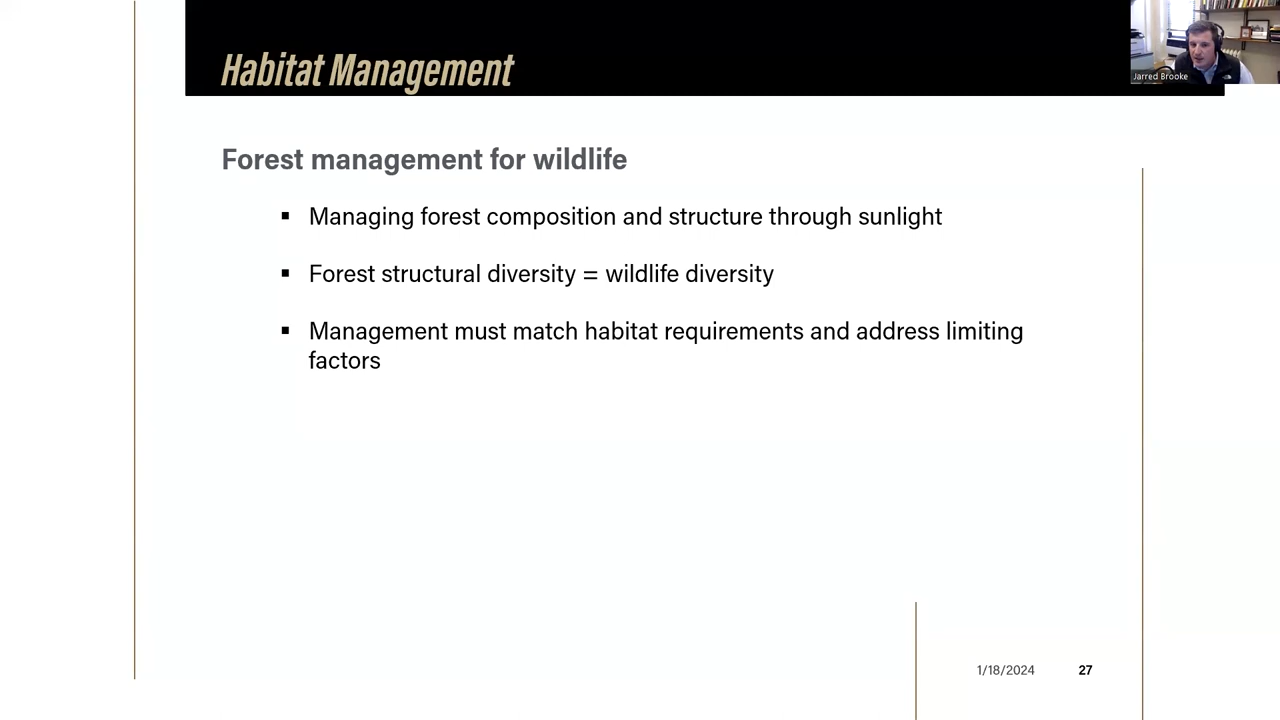 Habitat Management
Jarred Brooke
Forest management for wildlife
▪ Managing forest composition and structure through sunlight
▪ Forest structural diversity = wildlife diversity
▪ Management must match habitat requirements and address limiting
factors
1/18/2024 27